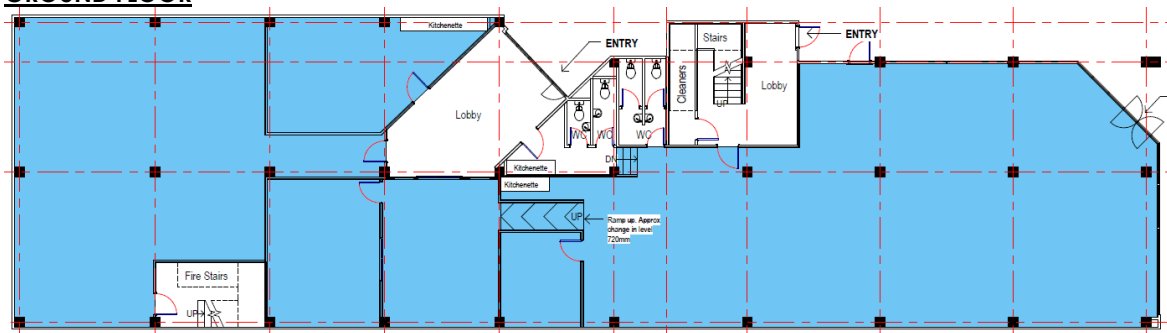 GROUND FLOOR
Kitchenette
ENTRY
Stairs
ENTRY
Cleaners
Lobby
UP
Lobby
WC
WC
WC
DN
Kitchenette
Kitchenette
UP
Ramp up. Approx
change in level
720mm
Fire Stairs
UP